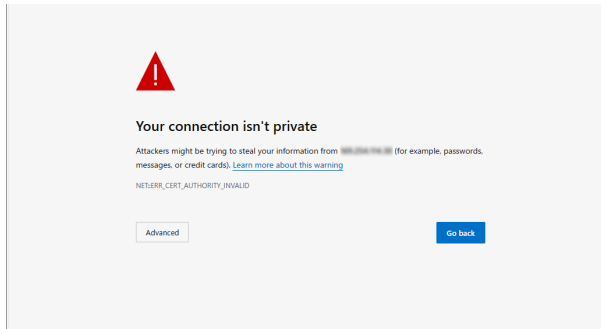 Your connection isn't private
Attackers might be trying to steal your information from (for example, passwords,
messages, or credit cards). Learn more about this warning
NET::ERR_CERT_AUTHORITY_INVALID
Advanced
Go back